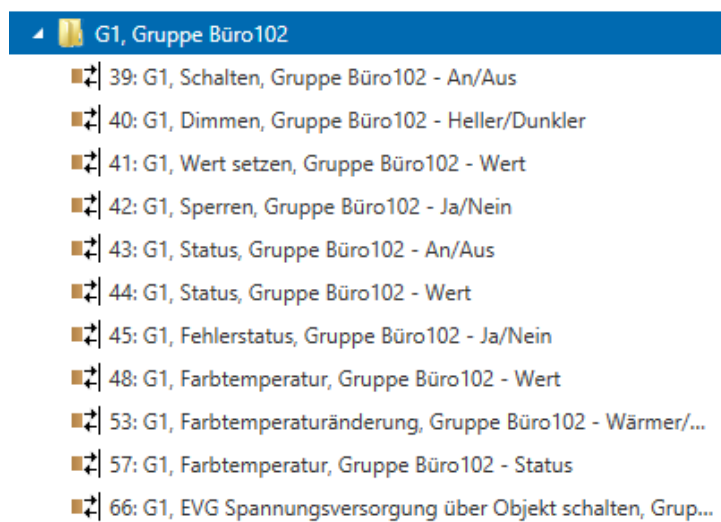 G1, Gruppe Büro102
39: G1, Schalten, Gruppe Büro102 - An/Aus
40: G1, Dimmen, Gruppe Büro102 - Heller/Dunkler
41: G1, Wert setzen, Gruppe Büro102 - Wert
42: G1, Sperren, Gruppe Büro102 - Ja/Nein
43: G1, Status, Gruppe Büro102 - An/Aus
44: G1, Status, Gruppe Büro102 - Wert
45: G1, Fehlerstatus, Gruppe Büro102 - Ja/Nein
48: G1, Farbtemperatur, Gruppe Büro102 - Wert
53: G1, Farbtemperaturänderung, Gruppe Büro102 - Wärmer/...
57: G1, Farbtemperatur, Gruppe Büro102 - Status
66: G1, EVG Spannungsversorgung über Objekt schalten, Grup...